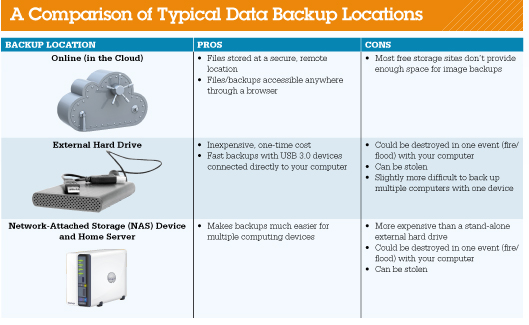 A Comparison of Typical Data Backup Locations
BACKUP LOCATION
PROS
CONS
Online (in the Cloud)
• Files stored at a secure, remote
location
• Files/backups accessible anywhere
through a browser
• Most free storage sites don't provide
enough space for image backups
External Hard Drive
• Inexpensive, one-time cost
• Fast backups with USB 3.0 devices
connected directly to your computer
• Could be destroyed in one event (fire/
flood) with your computer
• Can be stolen
• Slightly more difficult to back up
multiple computers with one device
Network-Attached Storage (NAS) Device
and Home Server
• Makes backups much easier for
multiple computing devices
• More expensive than a stand-alone
external hard drive
• Could be destroyed in one event (fire/
flood) with your computer
• Can be stolen